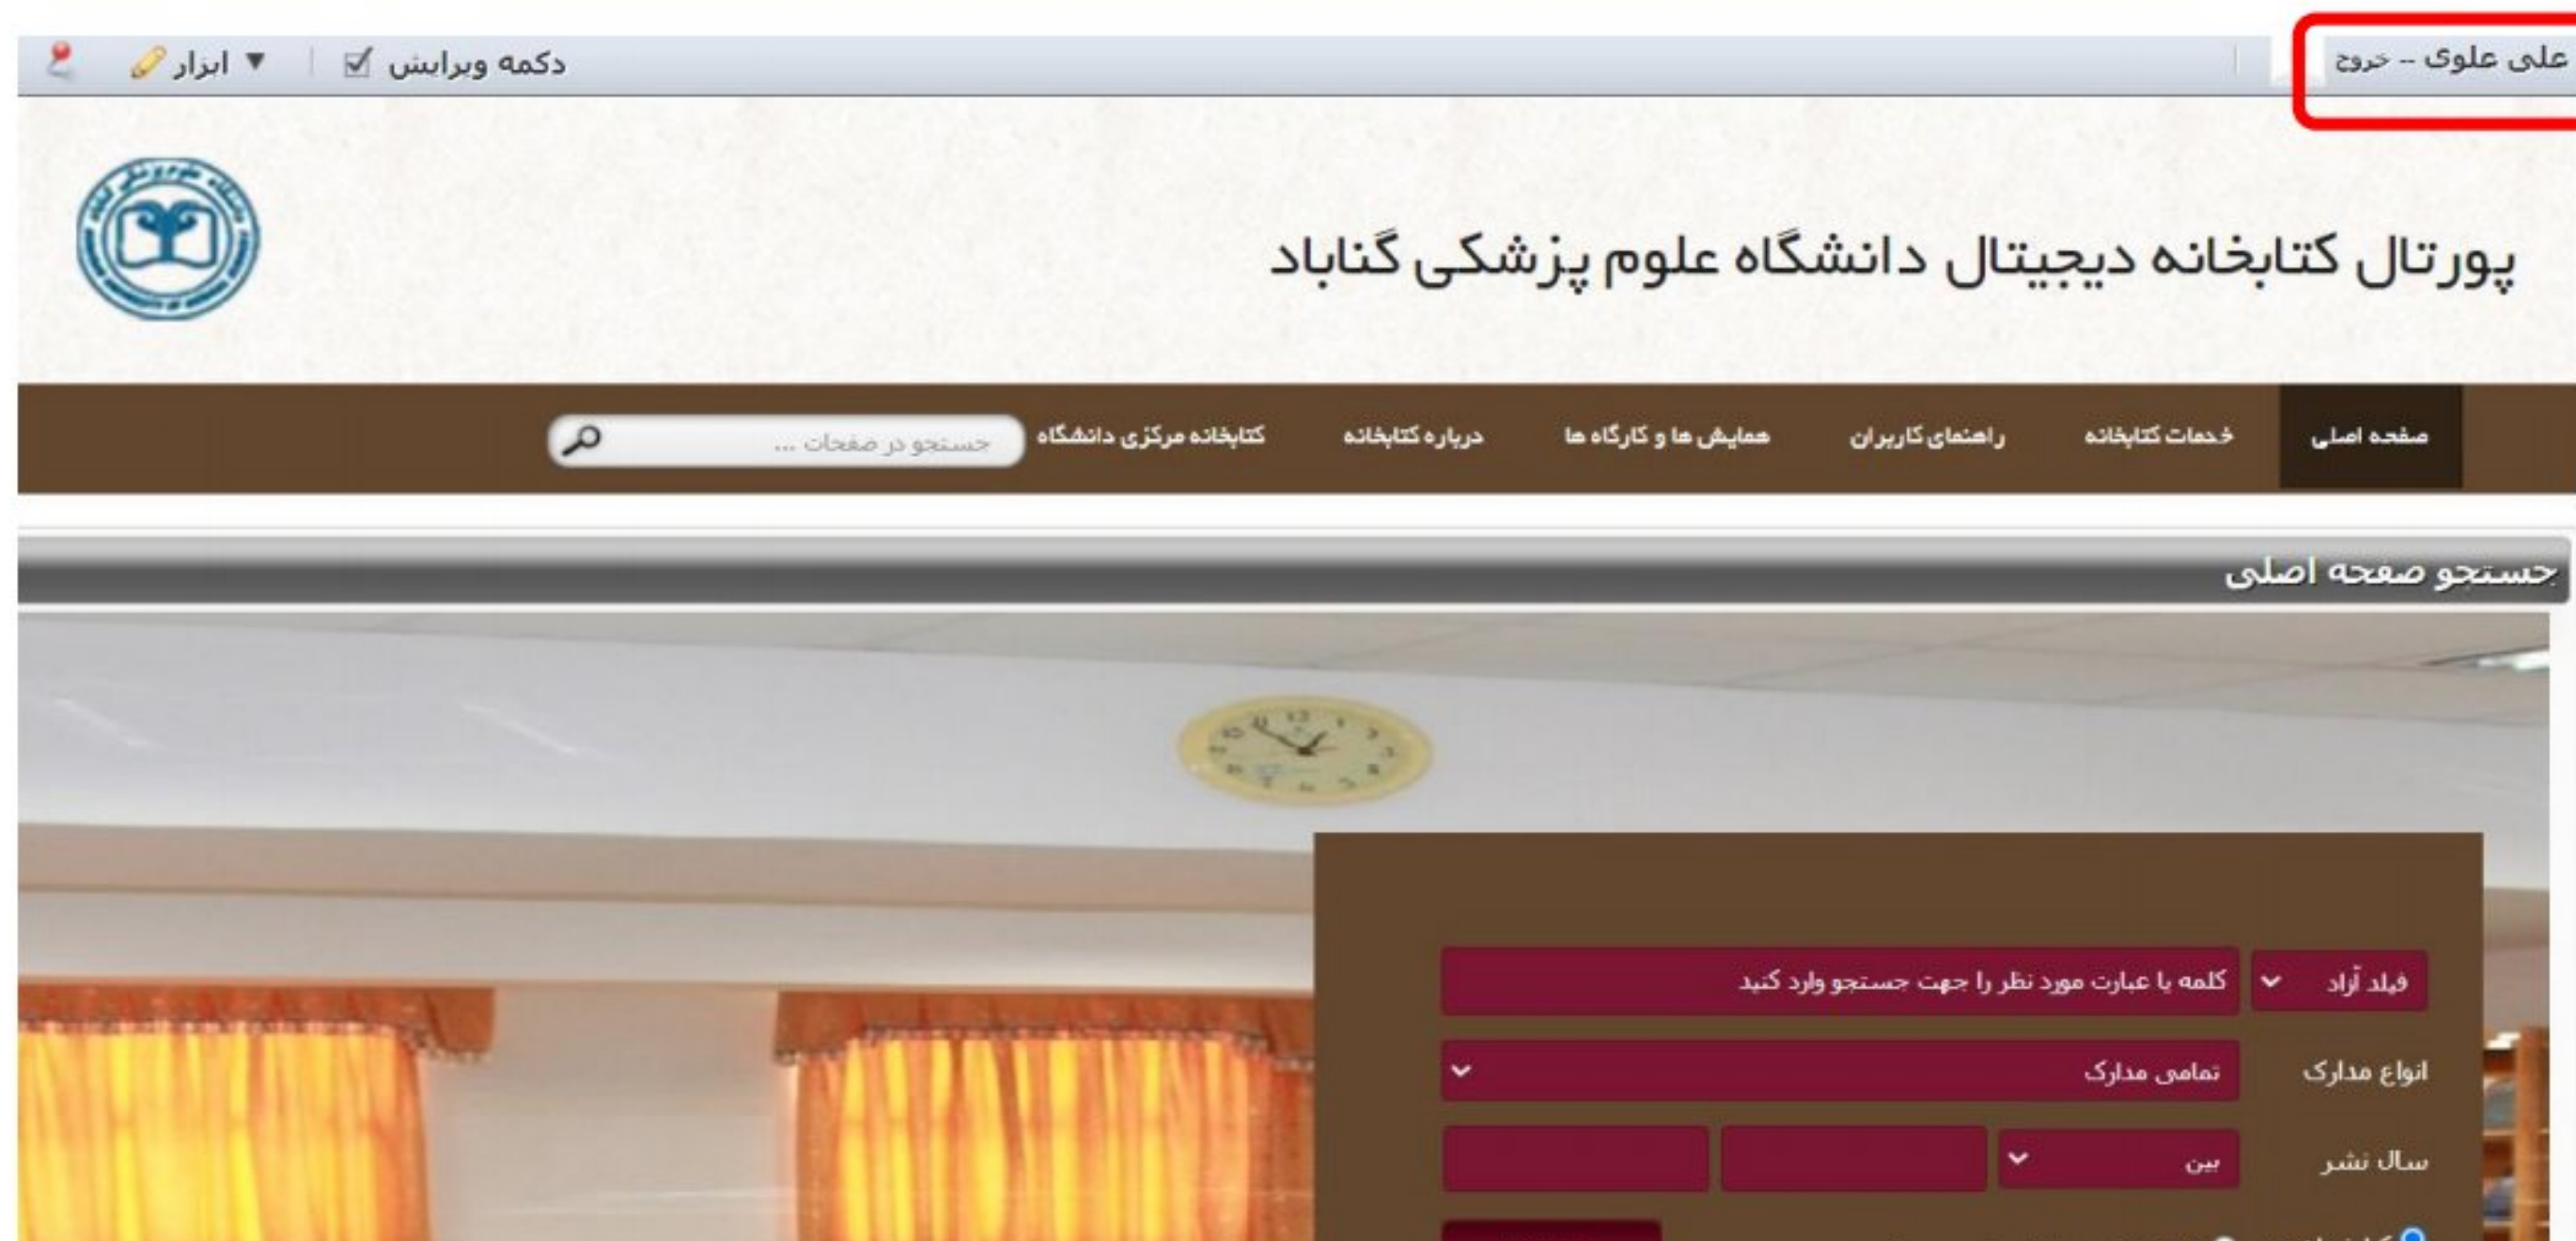 علی علوی -- خروج دکمه ویرایش ابزار
پورتال کتابخانه دیجیتال دانشگاه علوم پزشکی گناباد
صفحه اصلی خدمات کتابخانه راهنمای کاربران همایش ها و کارگاه ها درباره کتابخانه کتابخانه مرکزی دانشگاه جستجو در صفحات ...
جستجو صفحه اصلی
فیلد آزاد کلمه یا عبارت مورد نظر را جهت جستجو وارد کنید
انواع مدارک تمامی مدارک
سال نشر بین